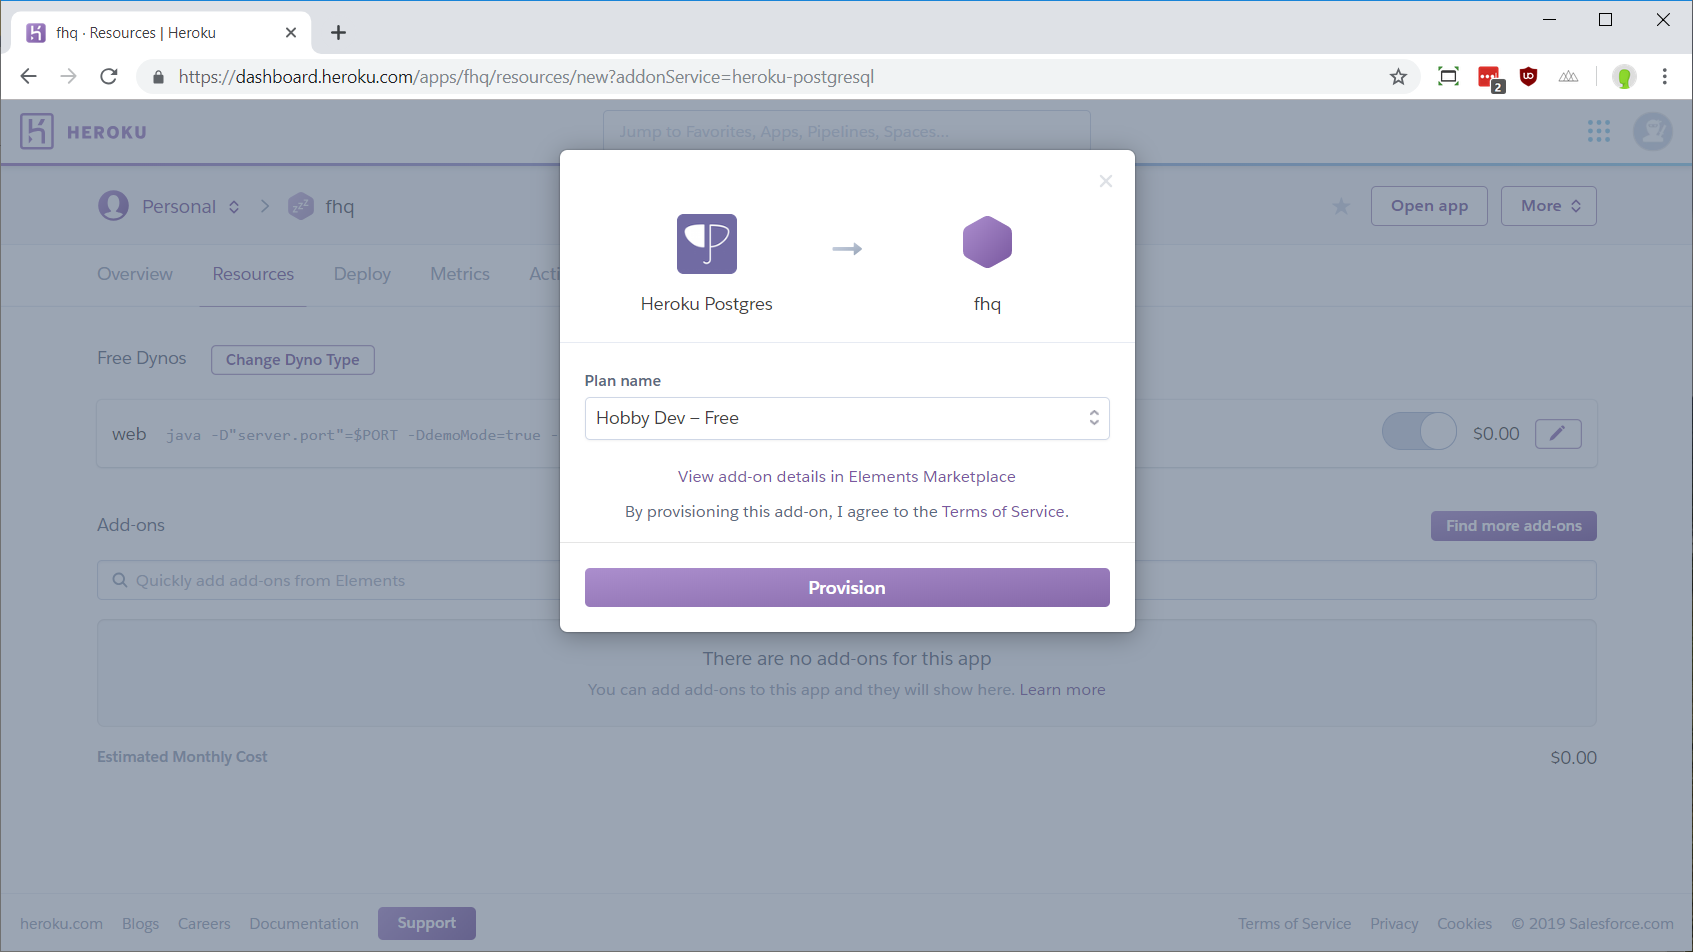 fhq · Resources | Heroku
https://dashboard.heroku.com/apps/fhq/resources/new?addonService=heroku-postgresql
2
HEROKU
Jump to Favorites, Apps, Pipelines, Spaces...
Personal
zzz
fhq
Open app
More
Overview
Resources
Deploy
Metrics
Acti
Heroku Postgres
fhq
Free Dynos
Change Dyno Type
Plan name
Hobby Dev – Free
web
java -D"server.port"=$PORT -DdemoMode=true -
$0.00
View add-on details in Elements Marketplace
By provisioning this add-on, I agree to the Terms of Service.
Add-ons
Find more add-ons
Quickly add add-ons from Elements
Provision
There are no add-ons for this app
You can add add-ons to this app and they will show here. Learn more
Estimated Monthly Cost
$0.00
heroku.com
Blogs
Careers
Documentation
Support
Terms of Service
Privacy
Cookies
© 2019 Salesforce.com